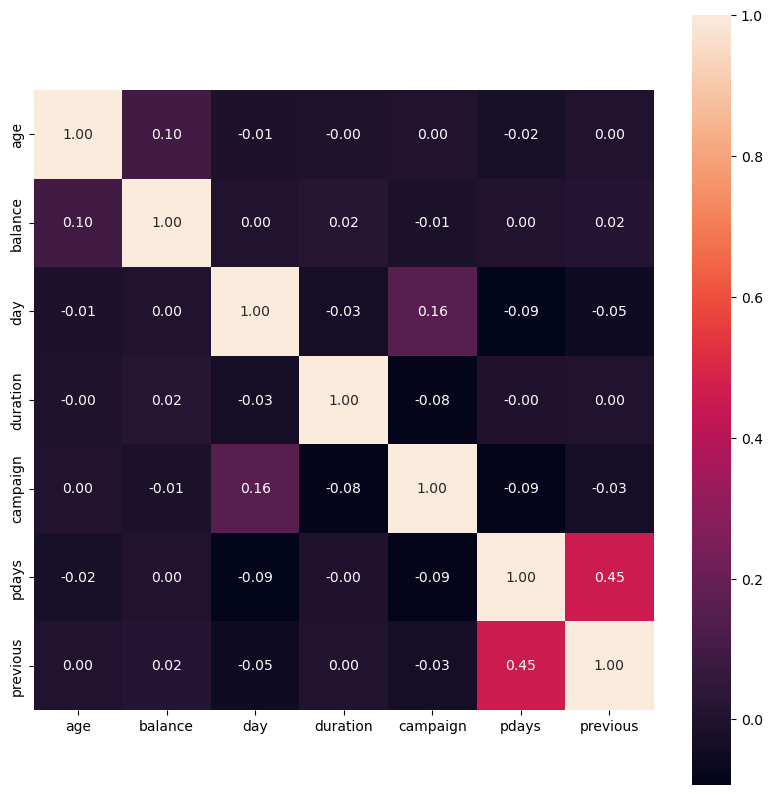 1.0
age 1.00 0.10 -0.01 -0.00 0.00 -0.02 0.00
0.8
balance 0.10 1.00 0.00 0.02 -0.01 0.00 0.02
day -0.01 0.00 1.00 -0.03 0.16 -0.09 -0.05
0.6
duration -0.00 0.02 -0.03 1.00 -0.08 -0.00 0.00
0.4
campaign 0.00 -0.01 0.16 -0.08 1.00 -0.09 -0.03
pdays -0.02 0.00 -0.09 -0.00 -0.09 1.00 0.45
0.2
previous 0.00 0.02 -0.05 0.00 -0.03 0.45 1.00
0.0
age balance day duration campaign pdays previous